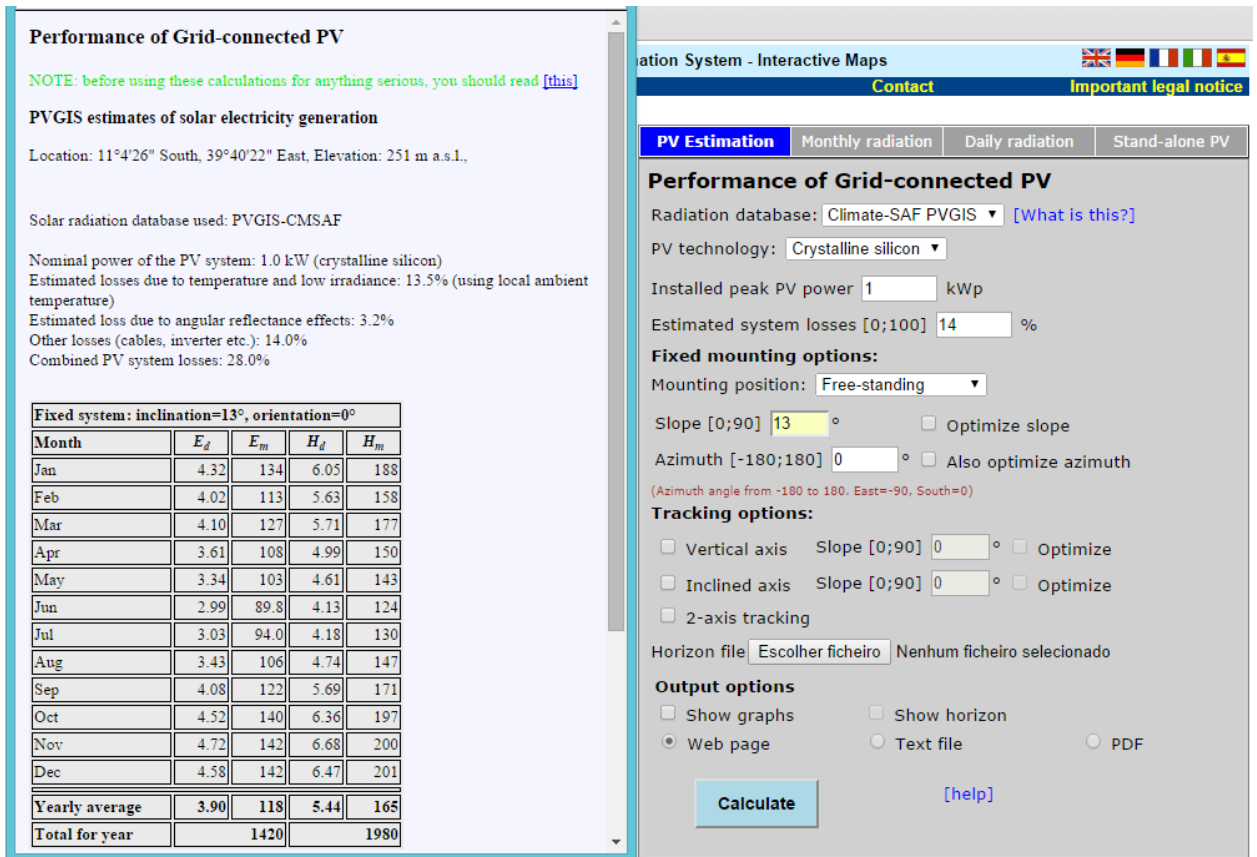 Performance of Grid-connected PV
NOTE: before using these calculations for anything serious, you should read [this]
PVGIS estimates of solar electricity generation
Location: 11°4'26" South, 39°40'22" East, Elevation: 251 m a.s.l.,
Solar radiation database used: PVGIS-CMSAF
Nominal power of the PV system: 1.0 kW (crystalline silicon)
Estimated losses due to temperature and low irradiance: 13.5% (using local ambient
temperature)
Estimated loss due to angular reflectance effects: 3.2%
Other losses (cables, inverter etc.): 14.0%
Combined PV system losses: 28.0%
Fixed system: inclination=13°, orientation=0°
Month Ed Em Hd Hm
Jan 4.32 134 6.05 188
Feb 4.02 113 5.63 158
Mar 4.10 127 5.71 177
Apr 3.61 108 4.99 150
May 3.34 103 4.61 143
Jun 2.99 89.8 4.13 124
Jul 3.03 94.0 4.18 130
Aug 3.43 106 4.74 147
Sep 4.08 122 5.69 171
Oct 4.52 140 6.36 197
Nov 4.72 142 6.68 200
Dec 4.58 142 6.47 201
Yearly average 3.90 118 5.44 165
Total for year 1420 1980
ation System - Interactive Maps
Contact Important legal notice
PV Estimation Monthly radiation Daily radiation Stand-alone PV
Performance of Grid-connected PV
Radiation database: Climate-SAF PVGIS [What is this?]
PV technology: Crystalline silicon
Installed peak PV power 1 kWp
Estimated system losses [0;100] 14 %
Fixed mounting options:
Mounting position: Free-standing
Slope [0;90] 13 ° Optimize slope
Azimuth [-180;180] 0 ° Also optimize azimuth
(Azimuth angle from -180 to 180. East=-90, South=0)
Tracking options:
Vertical axis Slope [0;90] 0 ° Optimize
Inclined axis Slope [0;90] 0 ° Optimize
2-axis tracking
Horizon file Escolher ficheiro Nenhum ficheiro selecionado
Output options
Show graphs Show horizon
Web page Text file PDF
Calculate [help]